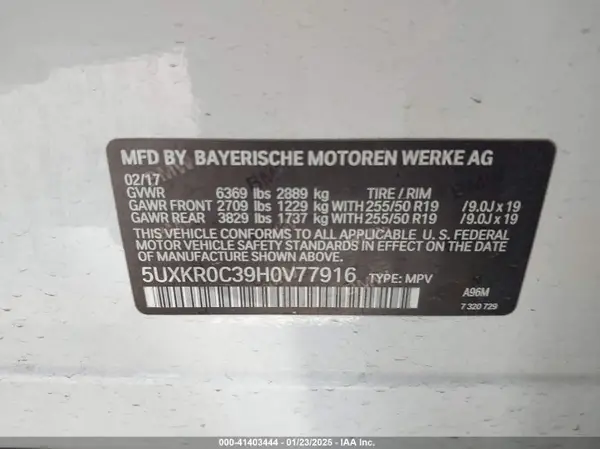 MFD BY BAYERISCHE MOTOREN WERKE AG
02/17
GVWR 6369 lbs 2889 kg TIRE / RIM
GAWR FRONT 2709 lbs 1229 kg WITH 255/50 R19 / 9.0J x 19
GAWR REAR 3829 lbs 1737 kg WITH 255/50 R19 / 9.0J x 19
THIS VEHICLE CONFORMS TO ALL APPLICABLE U. S. FEDERAL
MOTOR VEHICLE SAFETY STANDARDS IN EFFECT ON THE DATE
OF MANUFACTURE SHOWN ABOVE.
5UXKR0C39H0V77916 TYPE: MPV
A96M
7 320 729
00-41403444 - 01/23/2025 - IAA Inc.